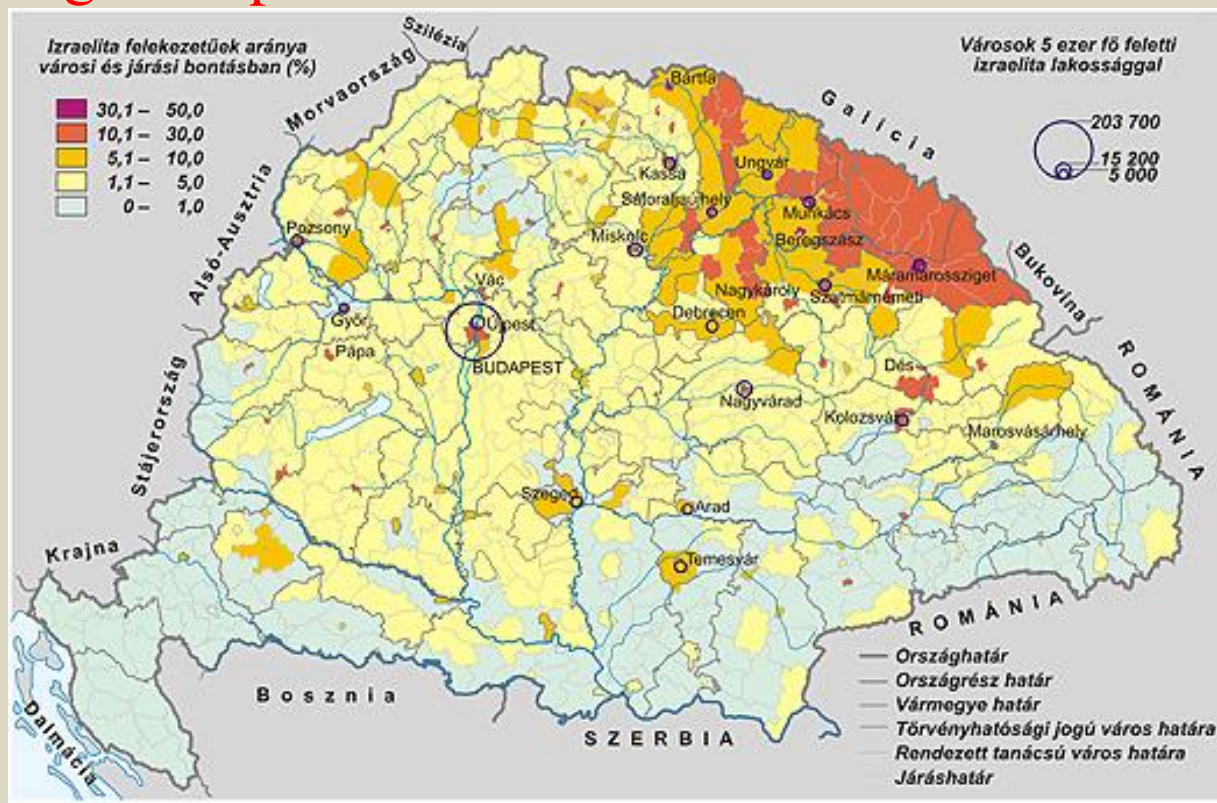 Izraelita felekezetűek aránya
városi és járási bontásban (%)
30,1 – 50,0
10,1 – 30,0
5,1 – 10,0
1,1 – 5,0
0 – 1,0
Városok 5 ezer fő feletti
izraelita lakossággal
203 700
15 200
5 000
Szilézia
Morvaország
Galícia
Alsó-Ausztria
Bukovina
Stájerország
ROMÁNIA
Krajna
Bosznia
Dalmácia
SZERBIA
ROMÁNIA
Bártfa
Kassa
Ungvár
Sátoraljaújhely
Munkács
Miskolc
Beregszász
Pozsony
Máramarossziget
Vác
Nagykároly
Szatmárnémeti
Győr
Újpest
Debrecen
Pápa
BUDAPEST
Dés
Nagyvárad
Kolozsvár
Marosvásárhely
Szeged
Arad
Temesvár
Országhatár
Országrész határ
Vármegye határ
Törvényhatósági jogú város határa
Rendezett tanácsú város határa
Járáshatár